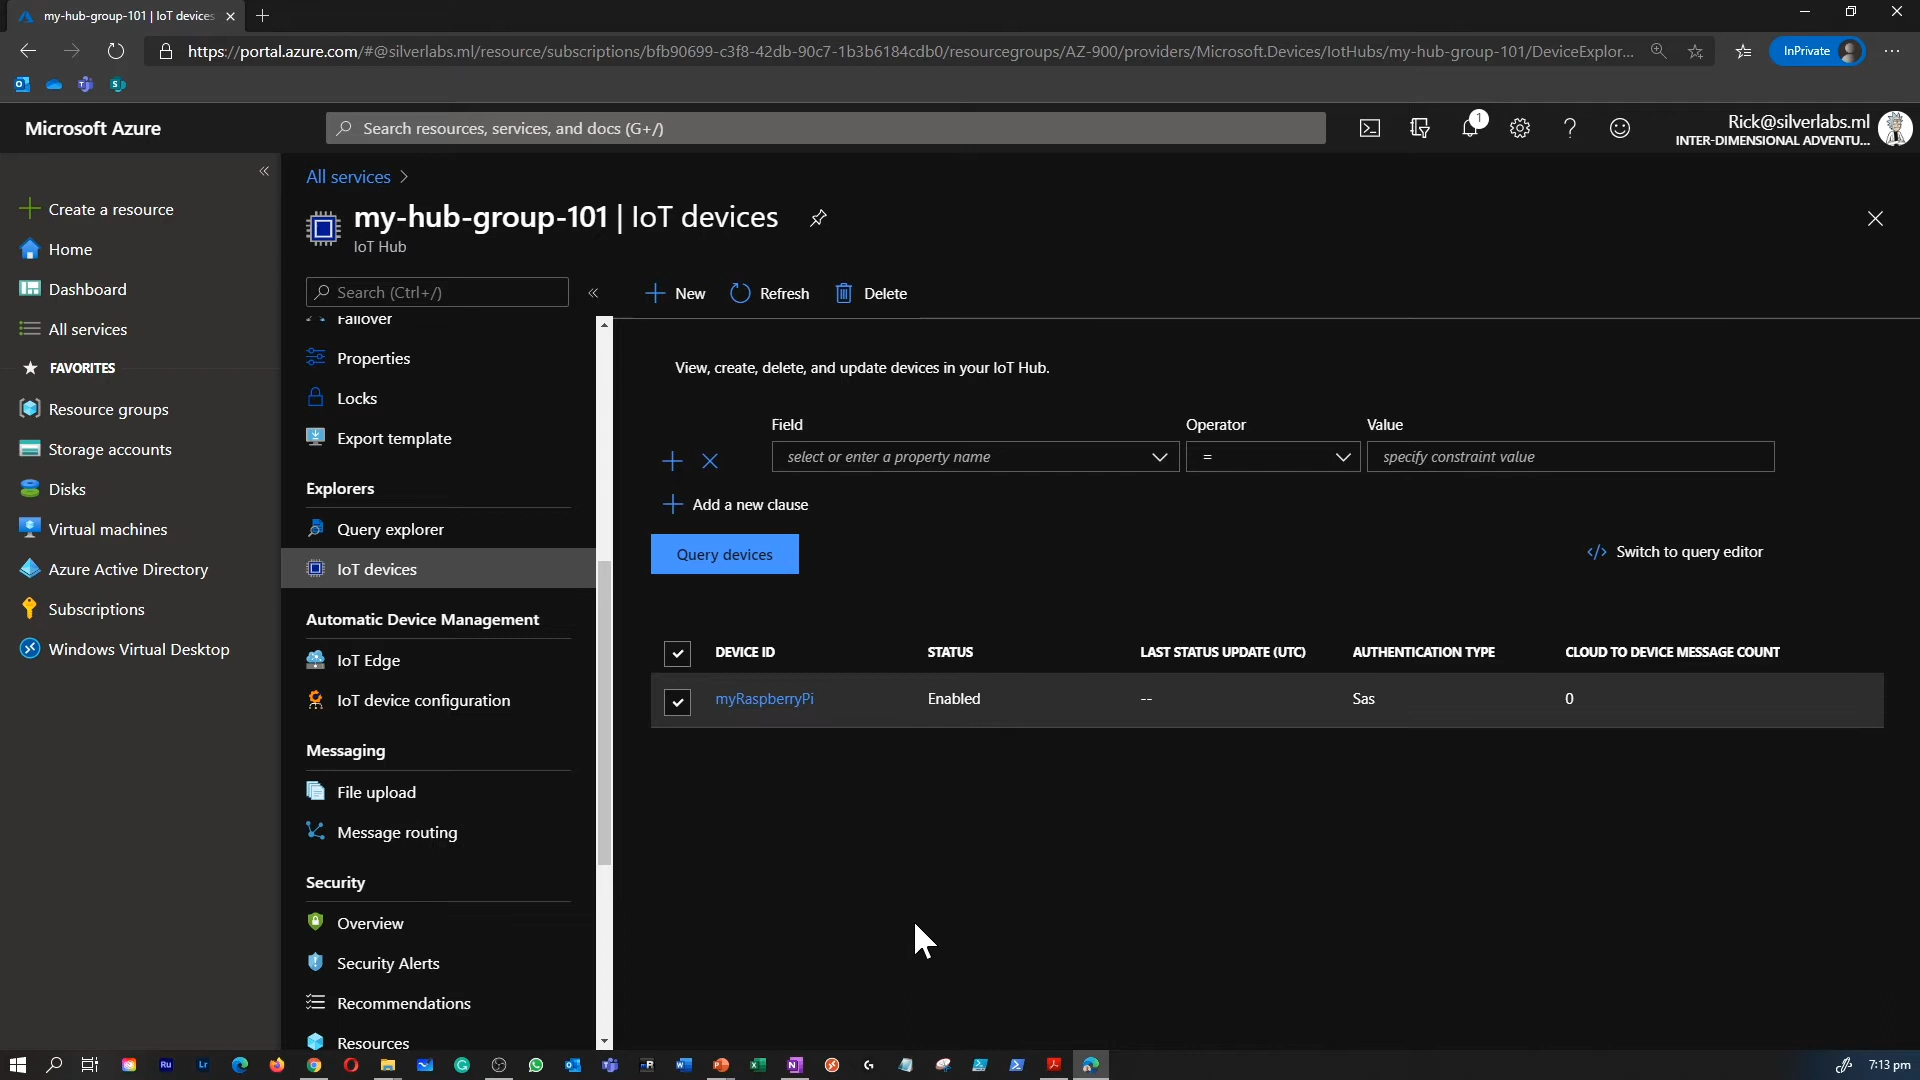 my-hub-group-101 | IoT devices
https://portal.azure.com/#@silverlabs.ml/resource/subscriptions/bfb90699-c3f8-42db-90c7-1b3b6184cdb0/resourcegroups/AZ-900/providers/Microsoft.Devices/IotHubs/my-hub-group-101/DeviceExplor...
InPrivate
Microsoft Azure
Search resources, services, and docs (G+/)
1
Rick@silverlabs.ml
INTER-DIMENSIONAL ADVENTU...
Create a resource
Home
Dashboard
All services
FAVORITES
Resource groups
Storage accounts
Disks
Virtual machines
Azure Active Directory
Subscriptions
Windows Virtual Desktop
All services >
my-hub-group-101 | IoT devices
IoT Hub
Search (Ctrl+/)
Failover
Properties
Locks
Export template
Explorers
Query explorer
IoT devices
Automatic Device Management
IoT Edge
IoT device configuration
Messaging
File upload
Message routing
Security
Overview
Security Alerts
Recommendations
Resources
New
Refresh
Delete
View, create, delete, and update devices in your IoT Hub.
Field
Operator
Value
select or enter a property name
=
specify constraint value
Add a new clause
Query devices
</> Switch to query editor
DEVICE ID STATUS LAST STATUS UPDATE (UTC) AUTHENTICATION TYPE CLOUD TO DEVICE MESSAGE COUNT
myRaspberryPi Enabled -- Sas 0
Ru
Lr
7:13 pm